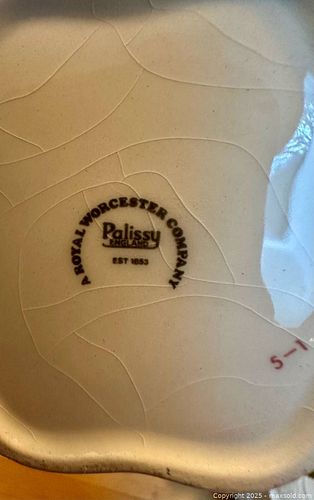 A ROYAL WORCESTER COMPANY
Palissy
ENGLAND
EST 1853
5-1
Copyright © 2025 - maxsold.com